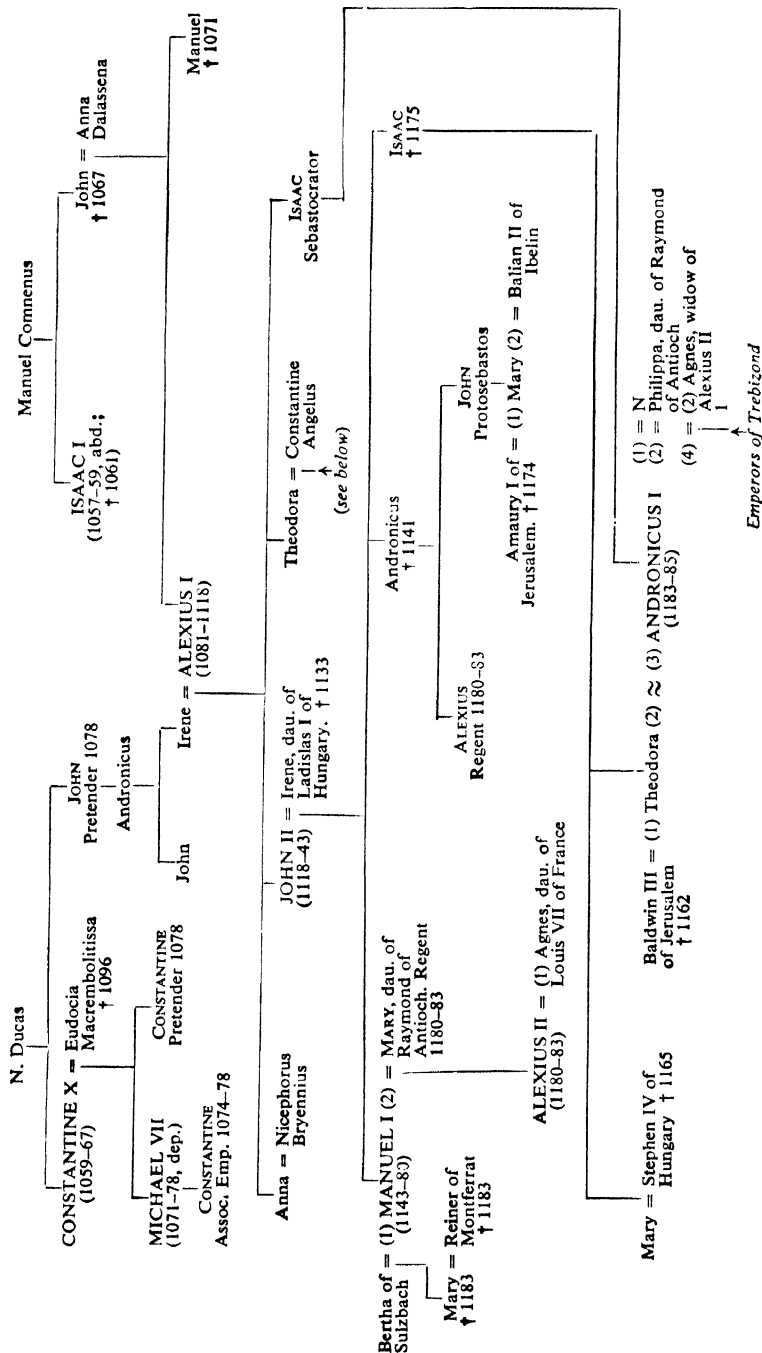 N. Ducas
Manuel Comnenus
CONSTANTINE X = Eudocia
(1059–67) Macrembolitissa
† 1096
JOHN
Pretender 1078
ISAAC I
(1057–59, abd.;
† 1061)
John = Anna
† 1067 Dalassena
Andronicus
MICHAEL VII
(1071–78, dep.)
CONSTANTINE
Pretender 1078
CONSTANTINE
Assoc. Emp. 1074–78
John
Irene = ALEXIUS I
(1081–1118)
Manuel
† 1071
Anna = Nicephorus
Bryennius
JOHN II = Irene, dau. of
(1118–43) Ladislas I of
Hungary. † 1133
Theodora = Constantine
Angelus
(see below)
ISAAC
Sebastocrator
Bertha of = (1) MANUEL I (2) = MARY, dau. of
Sulzbach (1143–80) Raymond of
Antioch. Regent
1180–83
Andronicus
† 1141
ISAAC
† 1175
Mary = Reiner of
† 1183 Montferrat
† 1183
ALEXIUS
Regent 1180–83
JOHN
Protosebastos
Amaury I of = (1) Mary (2) = Balian II of
Jerusalem. † 1174 Ibelin
ALEXIUS II = (1) Agnes, dau. of
(1180–83) Louis VII of France
Mary = Stephen IV of
Hungary † 1165
Baldwin III = (1) Theodora (2) ≈ (3) ANDRONICUS I
of Jerusalem (1183–85)
† 1162
(1) = N
(2) = Philippa, dau. of Raymond
of Antioch
(4) = (2) Agnes, widow of
Alexius II
1
Emperors of Trebizond